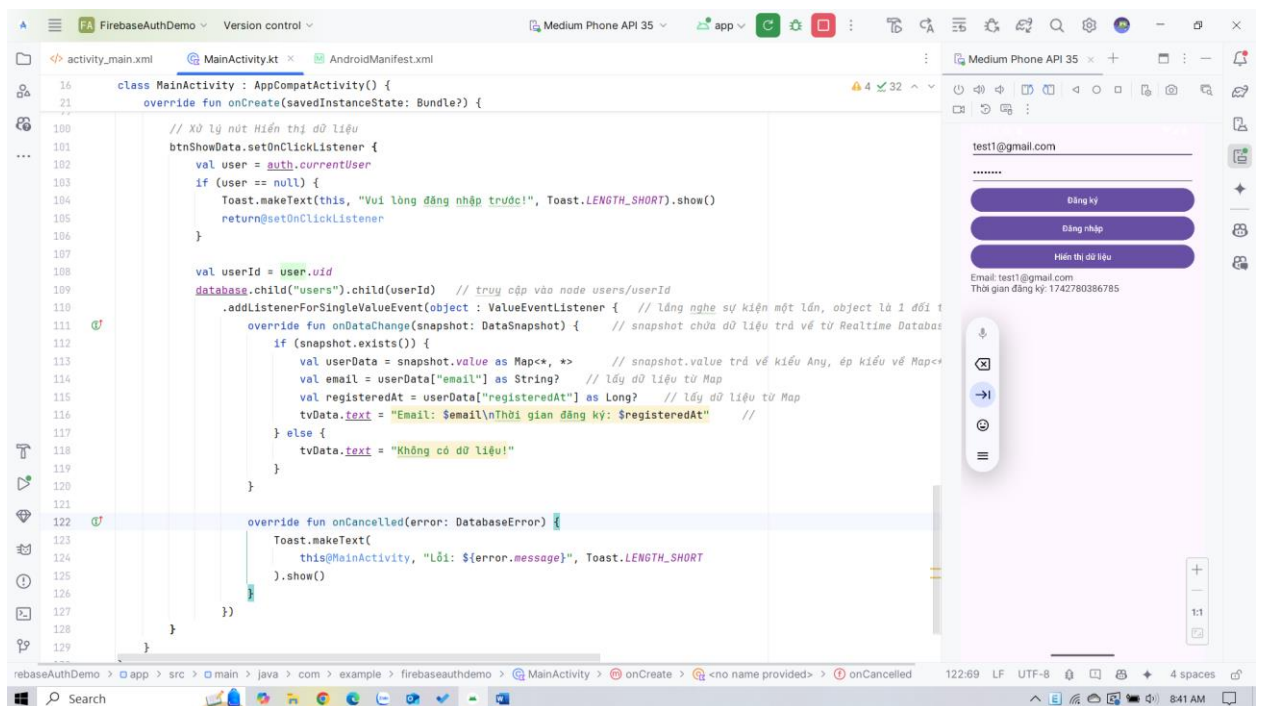 FA FirebaseAuthDemo Version control Medium Phone API 35 app
activity_main.xml MainActivity.kt AndroidManifest.xml
16 class MainActivity : AppCompatActivity() {
4 32
21 override fun onCreate(savedInstanceState: Bundle?) {
100 // Xử lý nút Hiển thị dữ liệu
101 btnShowData.setOnClickListener {
102 val user = auth.currentUser
103 if (user == null) {
104 Toast.makeText(this, "Vui lòng đăng nhập trước!", Toast.LENGTH_SHORT).show()
105 return@setOnClickListener
106 }
107
108 val userId = user.uid
109 database.child("users").child(userId) // truy cập vào node users/userId
110 .addListenerForSingleValueEvent(object : ValueEventListener { // lắng nghe sự kiện một lần, object là 1 đối t
111 override fun onDataChange(snapshot: DataSnapshot) { // snapshot chứa dữ liệu trả về từ Realtime Databas
112 if (snapshot.exists()) {
113 val userData = snapshot.value as Map<*, *> // snapshot.value trả về kiểu Any, ép kiểu về Map<*
114 val email = userData["email"] as String? // lấy dữ liệu từ Map
115 val registeredAt = userData["registeredAt"] as Long? // lấy dữ liệu từ Map
116 tvData.text = "Email: $email\nThời gian đăng ký: $registeredAt" //
117 } else {
118 tvData.text = "Không có dữ liệu!"
119 }
120 }
121
122 override fun onCancelled(error: DatabaseError) {
123 Toast.makeText(
124 this@MainActivity, "Lỗi: ${error.message}", Toast.LENGTH_SHORT
125 ).show()
126 }
127 })
128 }
129 }
Medium Phone API 35
test1@gmail.com
••••••••
Đăng ký
Đăng nhập
Hiển thị dữ liệu
Email: test1@gmail.com
Thời gian đăng ký: 1742780386785
1:1
rebaseAuthDemo > app > src > main > java > com > example > firebaseauthdemo > MainActivity > onCreate > <no name provided> > onCancelled 122:69 LF UTF-8 4 spaces
Search 8:41 AM